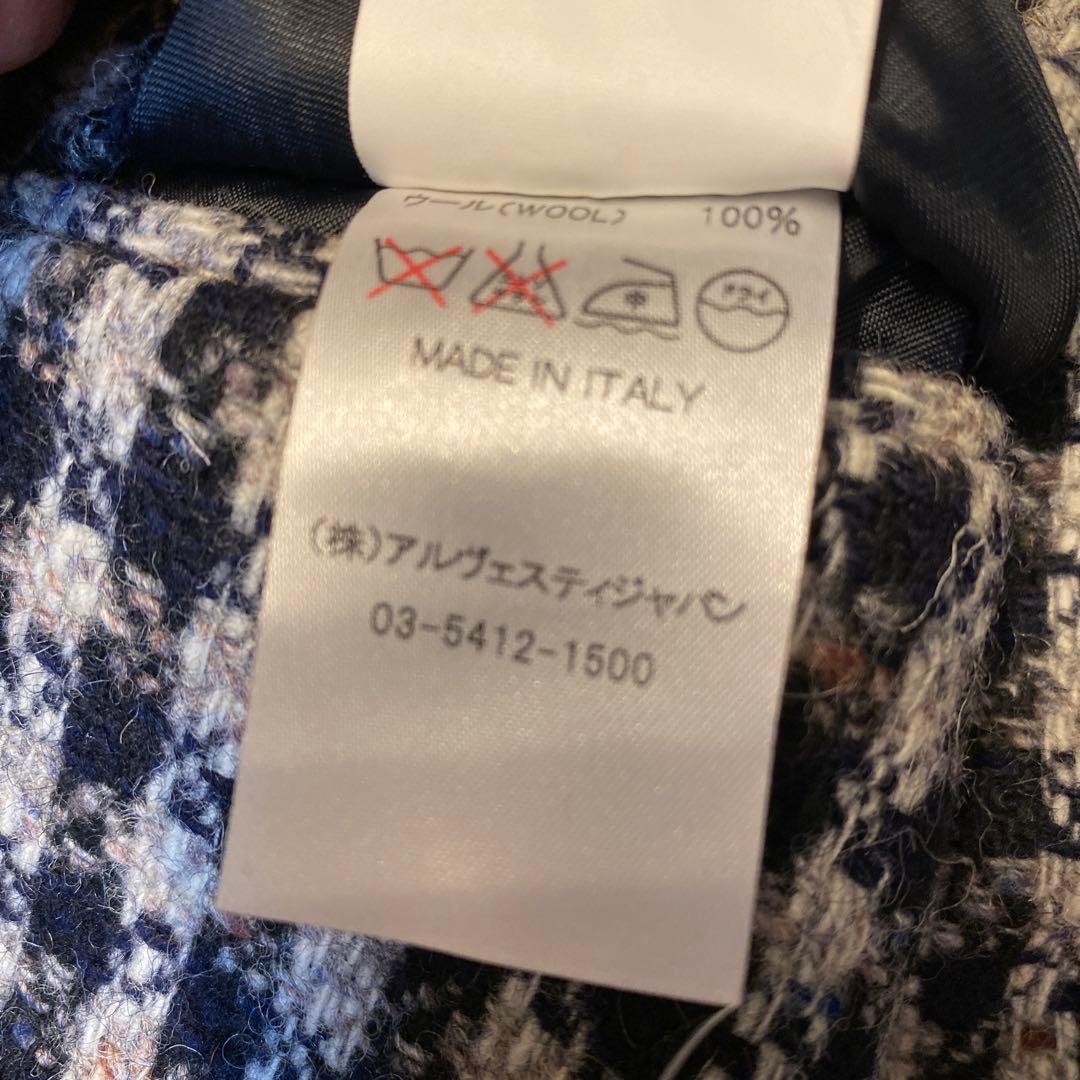 ウール(WOOL) 100%
中 ドライ
MADE IN ITALY
(株)アルヴェスティジャパン
03-5412-1500